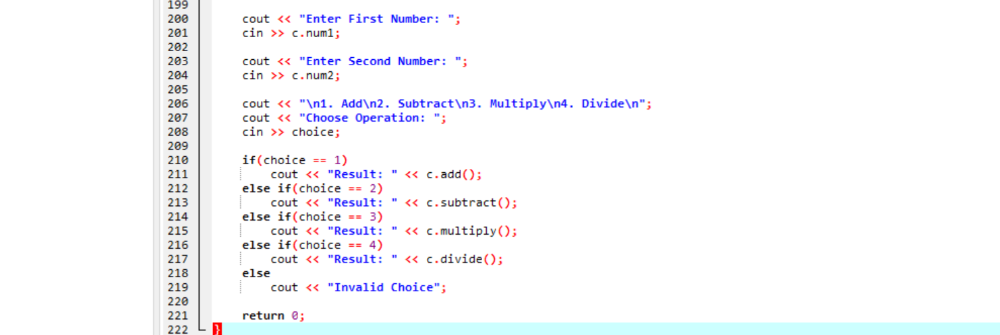 199
200 cout << "Enter First Number: ";
201 cin >> c.num1;
202
203 cout << "Enter Second Number: ";
204 cin >> c.num2;
205
206 cout << "\n1. Add\n2. Subtract\n3. Multiply\n4. Divide\n";
207 cout << "Choose Operation: ";
208 cin >> choice;
209
210 if(choice == 1)
211 cout << "Result: " << c.add();
212 else if(choice == 2)
213 cout << "Result: " << c.subtract();
214 else if(choice == 3)
215 cout << "Result: " << c.multiply();
216 else if(choice == 4)
217 cout << "Result: " << c.divide();
218 else
219 cout << "Invalid Choice";
220
221 return 0;
222 }